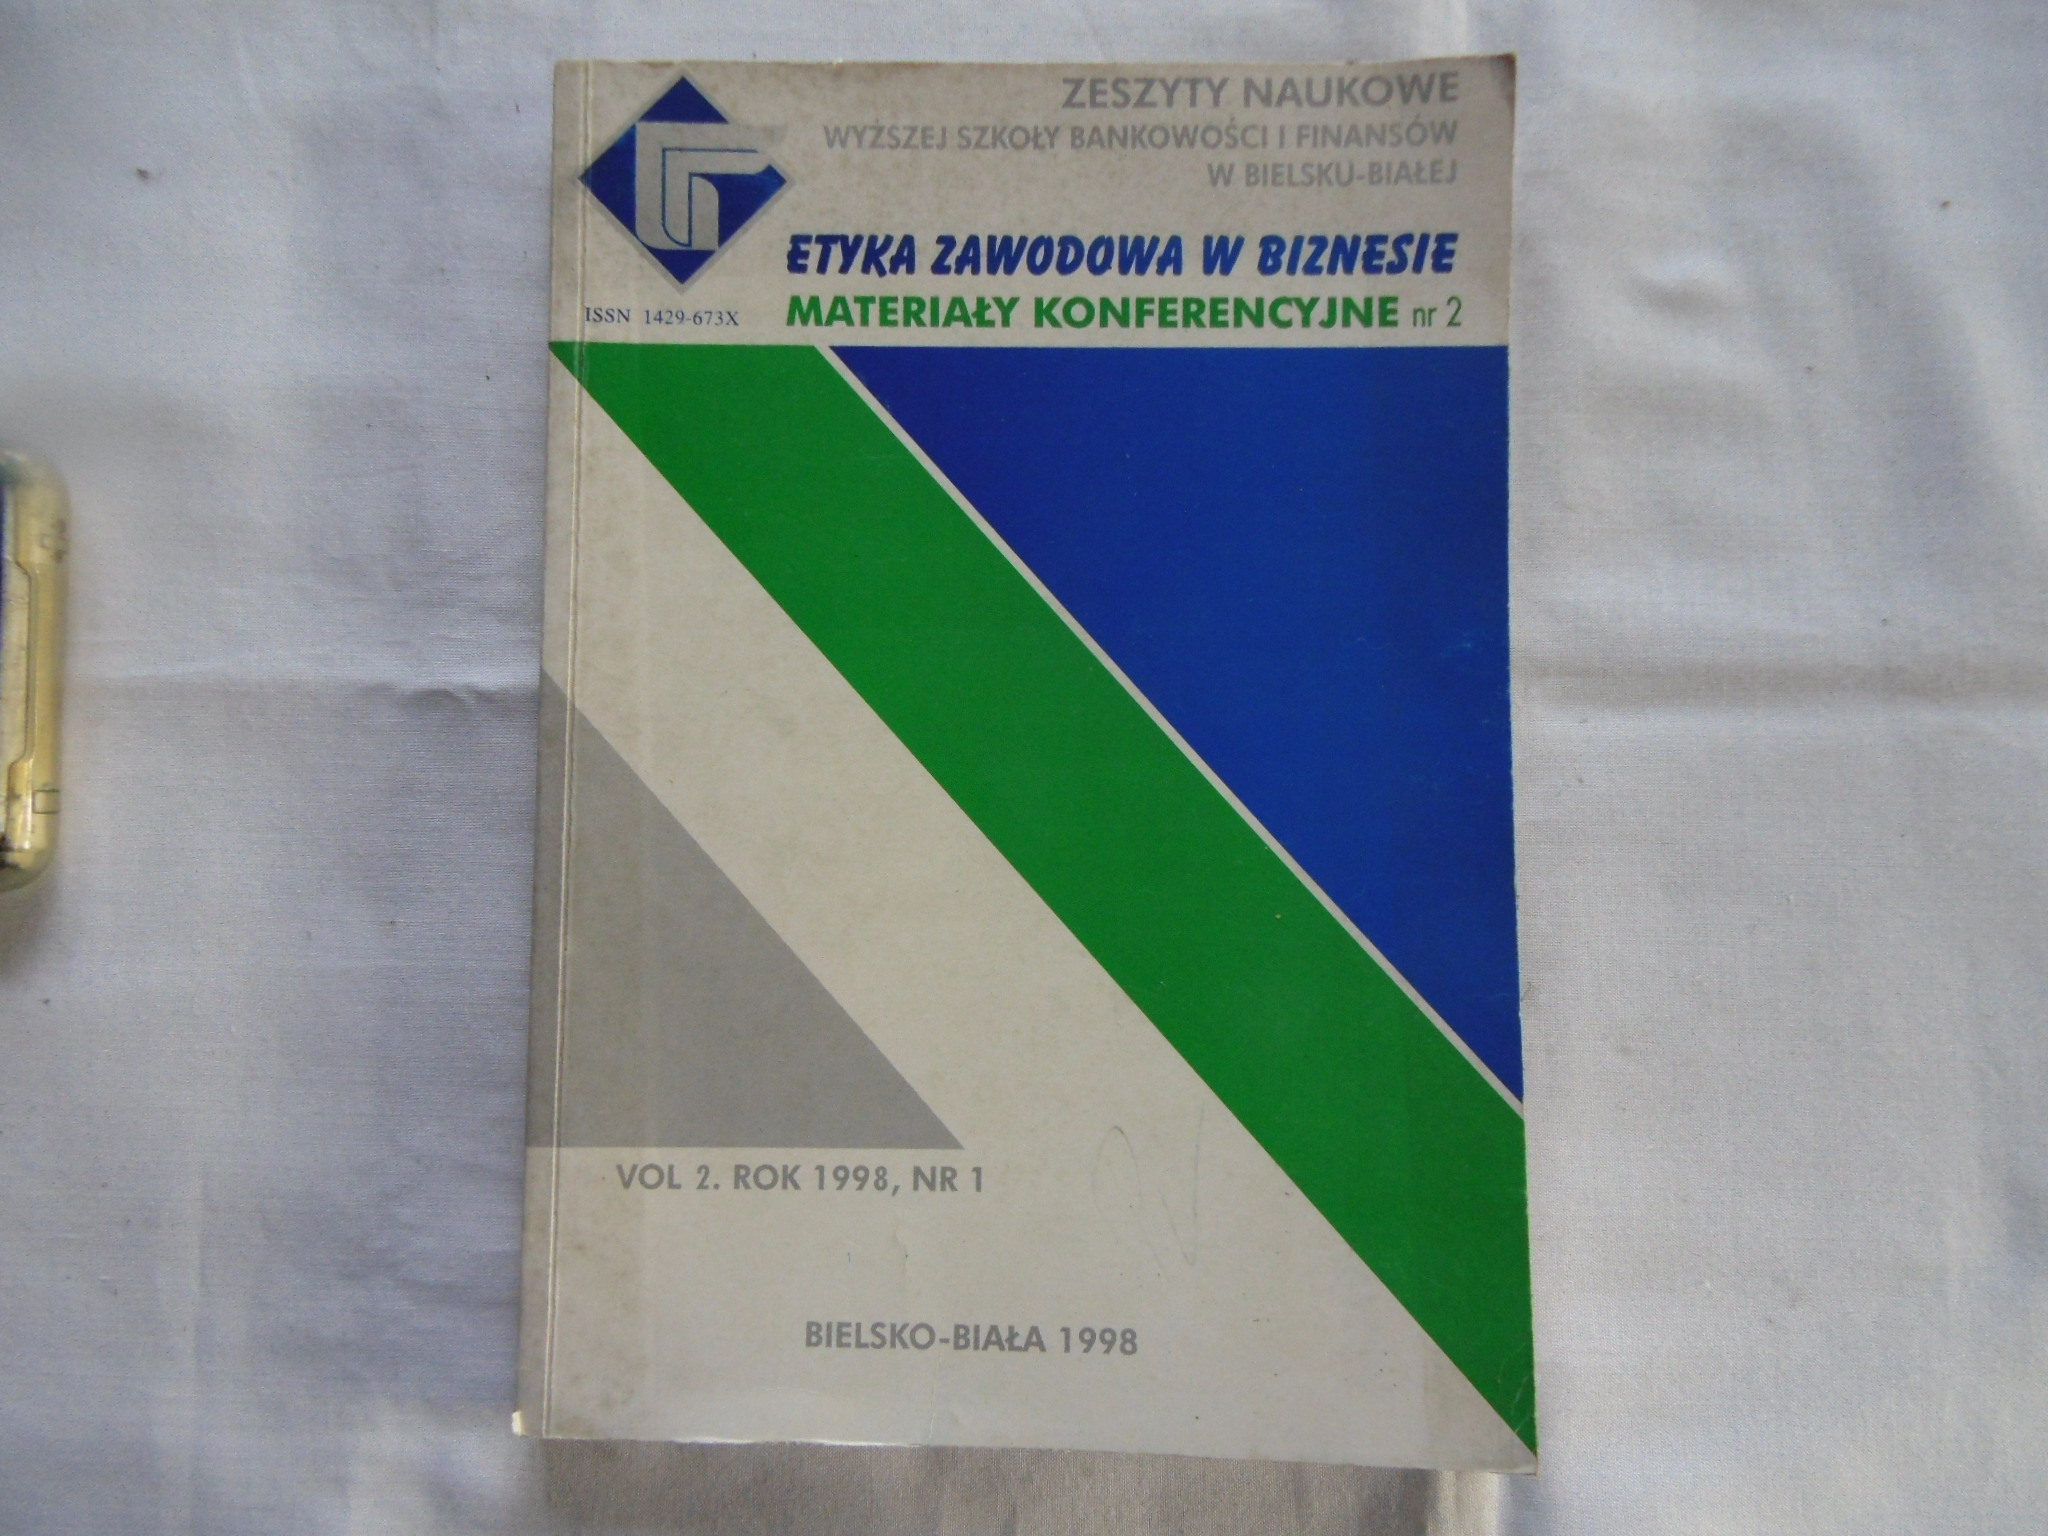 ZESZYTY NAUKOWE
WYŻSZEJ SZKOŁY BANKOWOŚCI I FINANSÓW
W BIELSKU-BIAŁEJ
ETYKA ZAWODOWA W BIZNESIE
ISSN 1429-673X
MATERIAŁY KONFERENCYJNE nr 2
VOL 2. ROK 1998, NR 1
BIELSKO-BIAŁA 1998